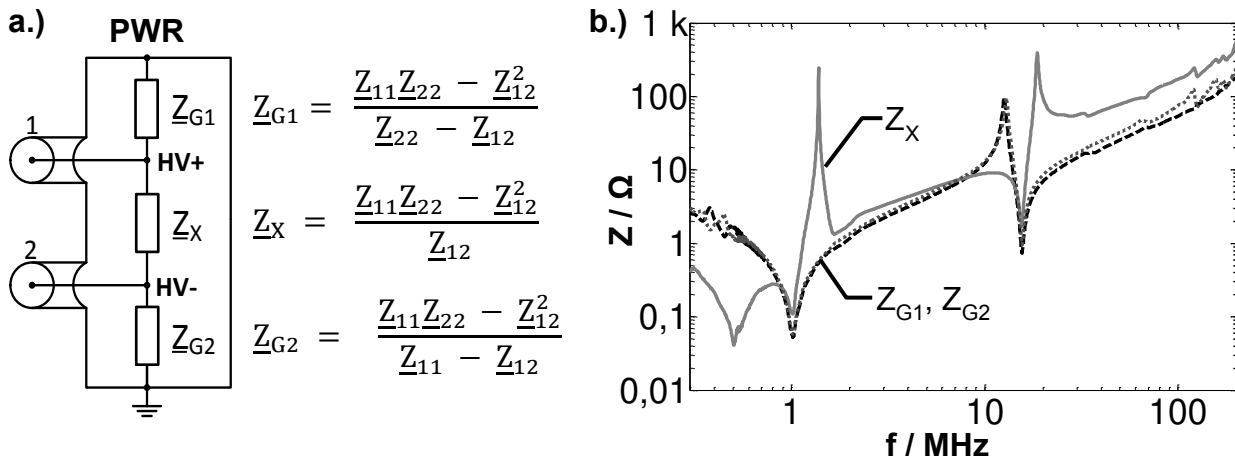 a.)
PWR
1
2
Z_G1
HV+
Z_X
HV-
Z_G2
Z_G1 = (Z_11 Z_22 − Z_12^2) / (Z_22 − Z_12)
Z_X = (Z_11 Z_22 − Z_12^2) / Z_12
Z_G2 = (Z_11 Z_22 − Z_12^2) / (Z_11 − Z_12)
b.)
1 k
100
10
1
0,1
0,01
Z / Ω
Z_X
Z_G1, Z_G2
1
10
100
f / MHz